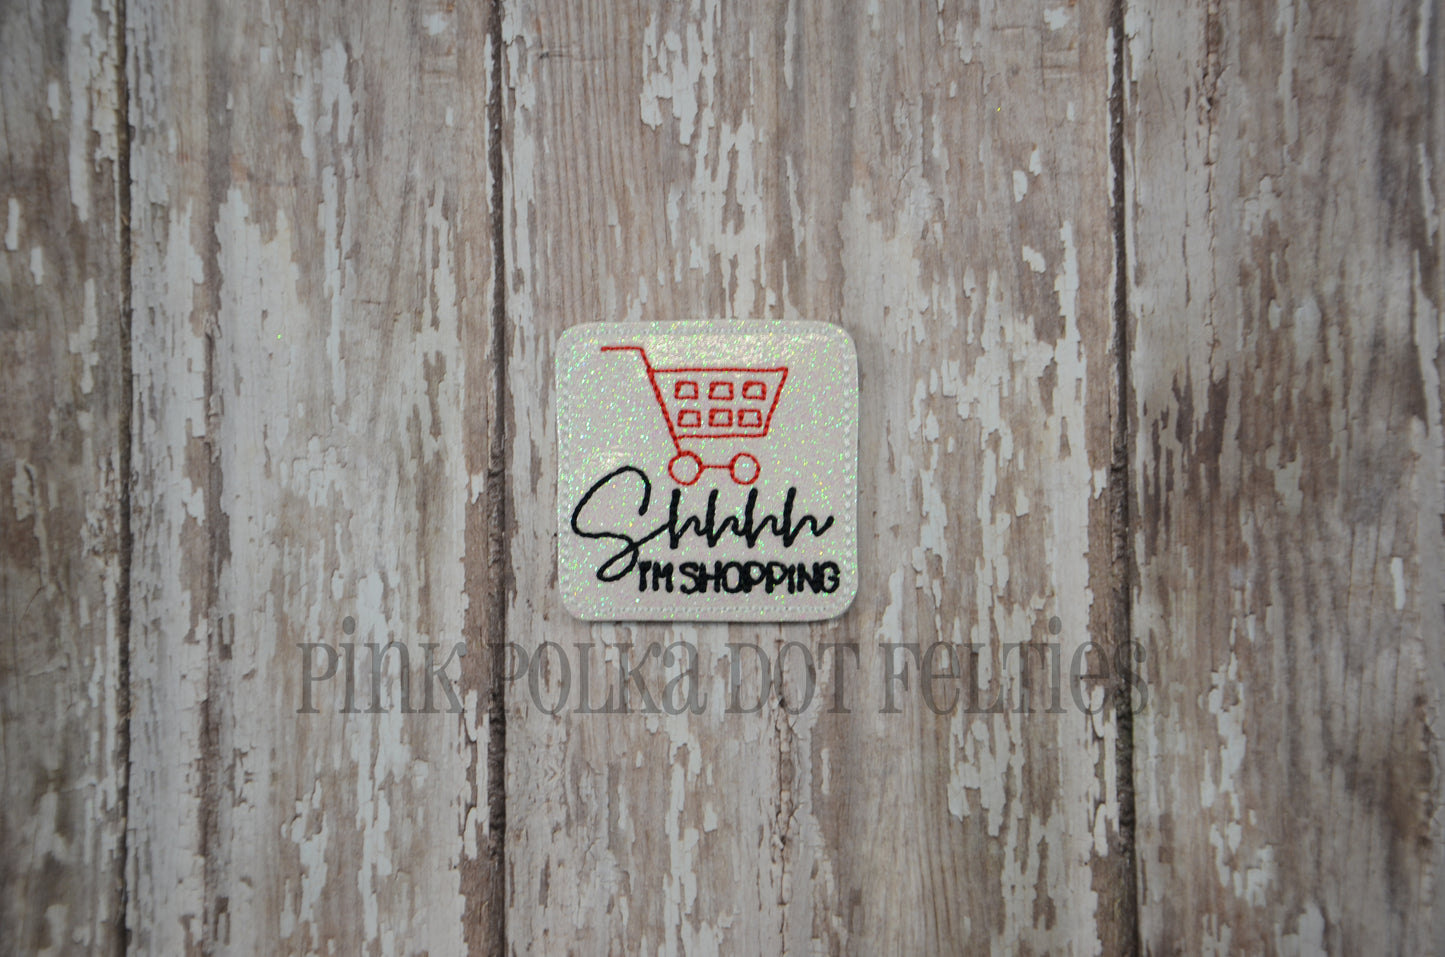 Shhhh
I'M SHOPPING
Pink Polka Dot Felties